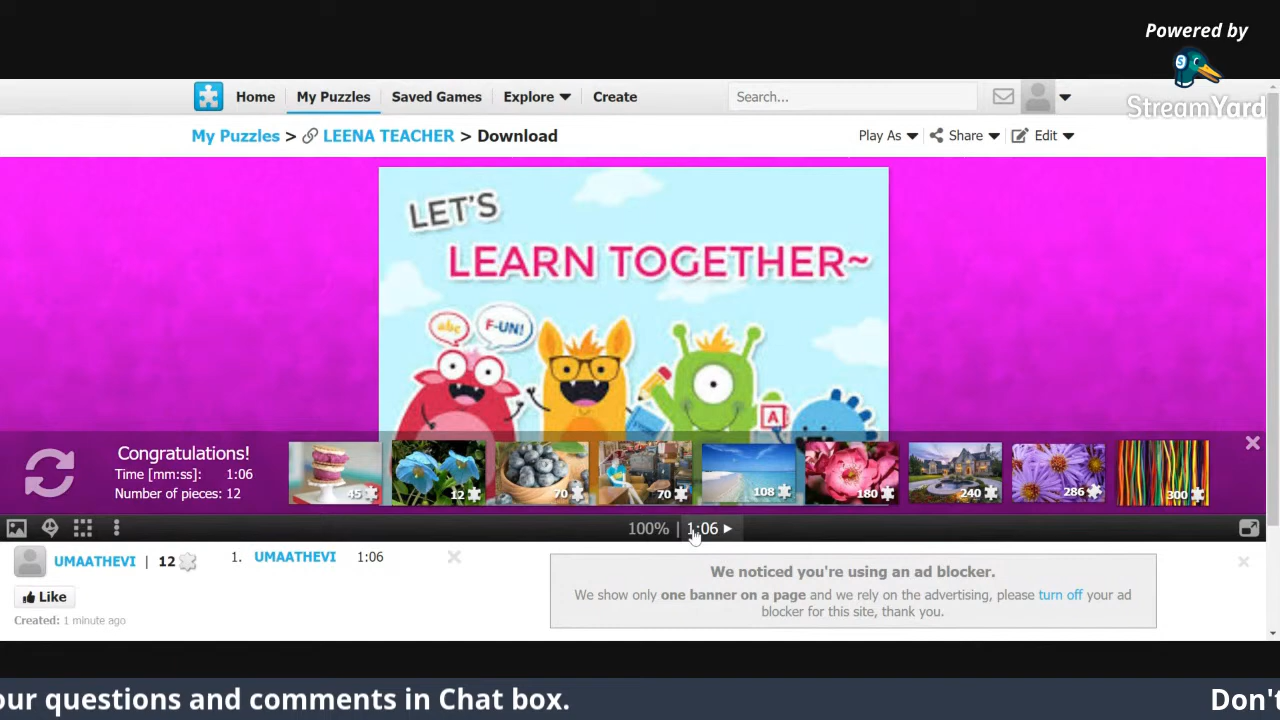 Powered by
StreamYard
Home My Puzzles Saved Games Explore Create Search...
My Puzzles > LEENA TEACHER > Download Play As Share Edit
LET'S
LEARN TOGETHER~
abc F-UN!
A
Congratulations!
Time [mm:ss]: 1:06
Number of pieces: 12
45 12 70 70 108 180 240 286 300
100% | 1:06
UMAATHEVI | 12 1. UMAATHEVI 1:06
Like
Created: 1 minute ago
We noticed you're using an ad blocker.
We show only one banner on a page and we rely on the advertising, please turn off your ad
blocker for this site, thank you.
our questions and comments in Chat box. Don't